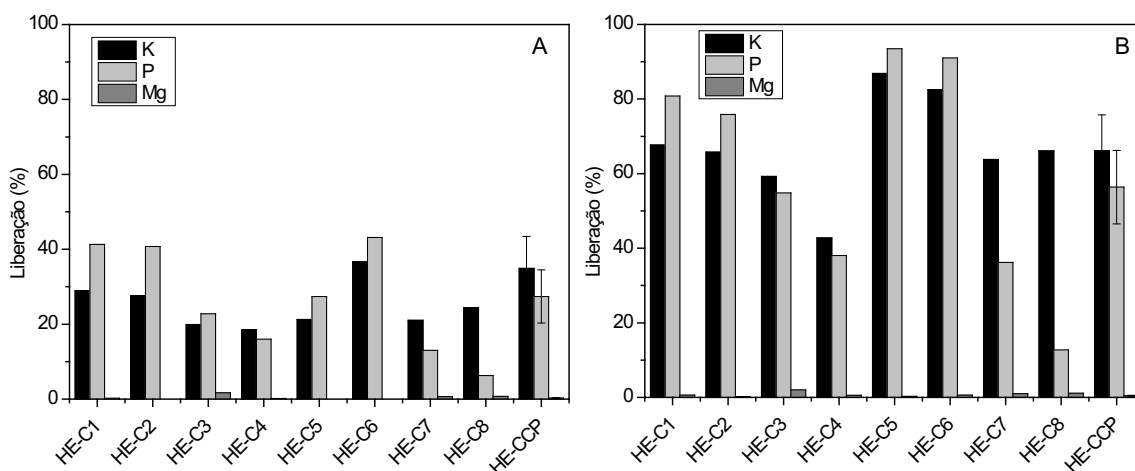 A
K
P
Mg
Liberação (%)
100
80
60
40
20
0
HE-C1
HE-C2
HE-C3
HE-C4
HE-C5
HE-C6
HE-C7
HE-C8
HE-CCP
B
K
P
Mg
Liberação (%)
100
80
60
40
20
0
HE-C1
HE-C2
HE-C3
HE-C4
HE-C5
HE-C6
HE-C7
HE-C8
HE-CCP